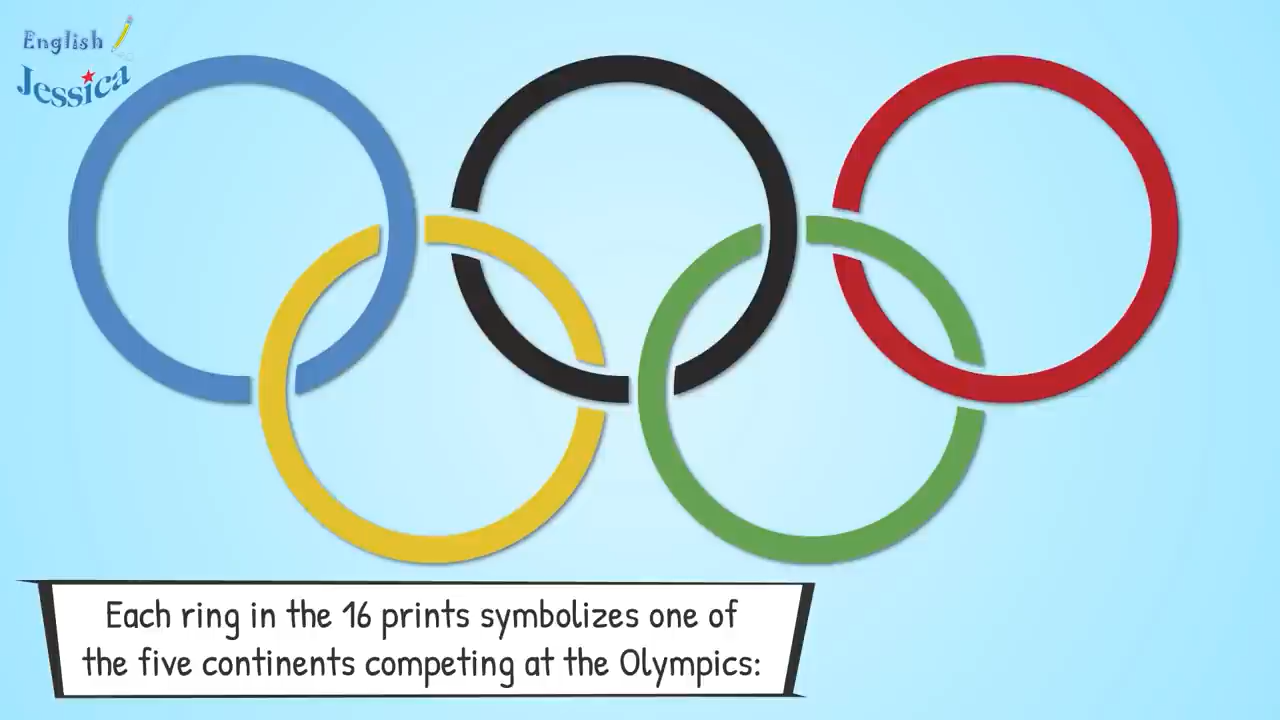 English
Jessica
Each ring in the 16 prints symbolizes one of
the five continents competing at the Olympics: